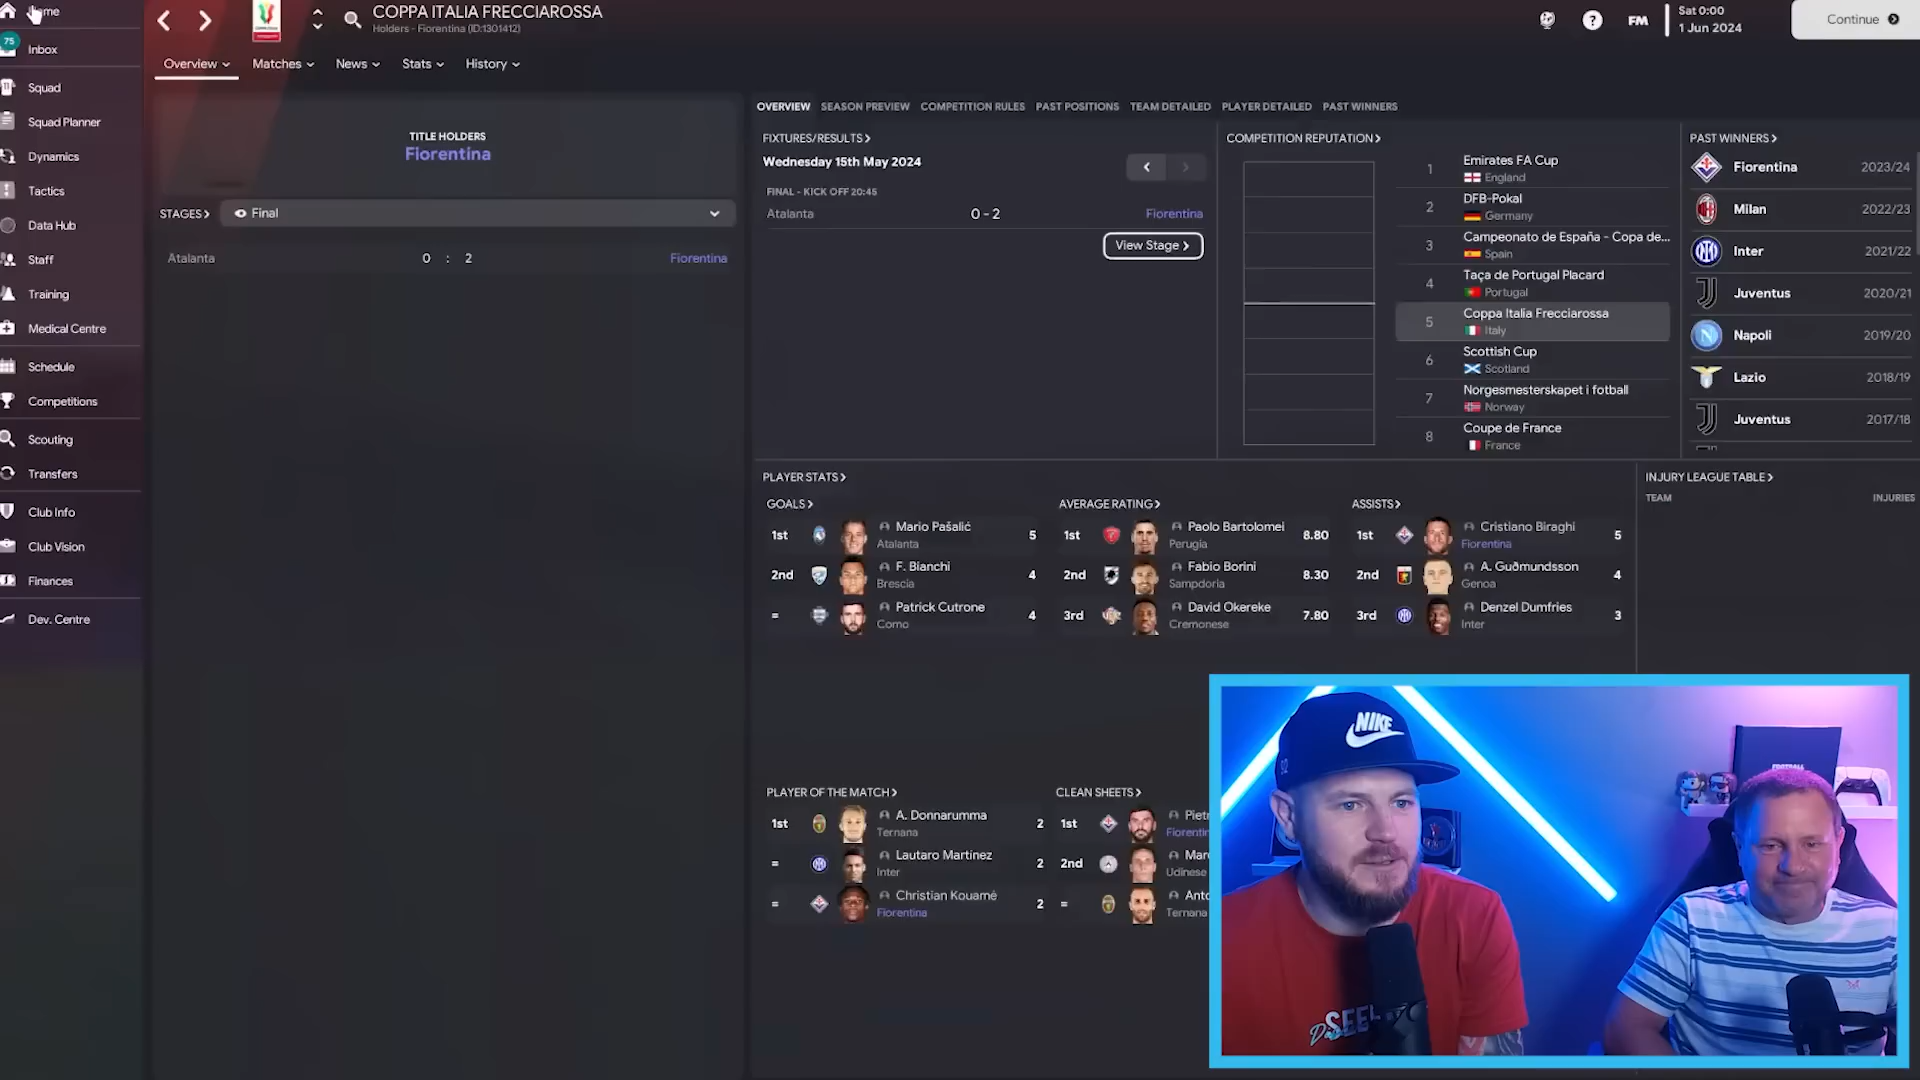 Home
75
Inbox
Squad
Squad Planner
Dynamics
Tactics
Data Hub
Staff
Training
Medical Centre
Schedule
Competitions
Scouting
Transfers
Club Info
Club Vision
Finances
Dev. Centre
COPPA ITALIA FRECCIAROSSA
Holders - Fiorentina (ID:1301412)
FM
Sat 0:00
1 Jun 2024
Continue
Overview
Matches
News
Stats
History
TITLE HOLDERS
Fiorentina
STAGES
Final
Atalanta 0 : 2 Fiorentina
OVERVIEW SEASON PREVIEW COMPETITION RULES PAST POSITIONS TEAM DETAILED PLAYER DETAILED PAST WINNERS
FIXTURES/RESULTS
Wednesday 15th May 2024
FINAL - KICK OFF 20:45
Atalanta 0 - 2 Fiorentina
View Stage
COMPETITION REPUTATION
1 Emirates FA Cup
England
2 DFB-Pokal
Germany
3 Campeonato de España - Copa de...
Spain
4 Taça de Portugal Placard
Portugal
5 Coppa Italia Frecciarossa
Italy
6 Scottish Cup
Scotland
7 Norgesmesterskapet i fotball
Norway
8 Coupe de France
France
PAST WINNERS
Fiorentina 2023/24
Milan 2022/23
Inter 2021/22
Juventus 2020/21
Napoli 2019/20
Lazio 2018/19
Juventus 2017/18
PLAYER STATS
GOALS
1st Mario Pašalić 5
Atalanta
2nd F. Bianchi 4
Brescia
= Patrick Cutrone 4
Como
AVERAGE RATING
1st Paolo Bartolomei 8.80
Perugia
2nd Fabio Borini 8.30
Sampdoria
3rd David Okereke 7.80
Cremonese
ASSISTS
1st Cristiano Biraghi 5
Fiorentina
2nd A. Guðmundsson 4
Genoa
3rd Denzel Dumfries 3
Inter
INJURY LEAGUE TABLE
TEAM INJURIES
PLAYER OF THE MATCH
1st A. Donnarumma 2
Ternana
= Lautaro Martínez 2
Inter
= Christian Kouamé 2
Fiorentina
CLEAN SHEETS
1st Piet
Fiorentin
2nd Mar
Udinese
= Anto
Ternana
NIKE
FOOTBALL